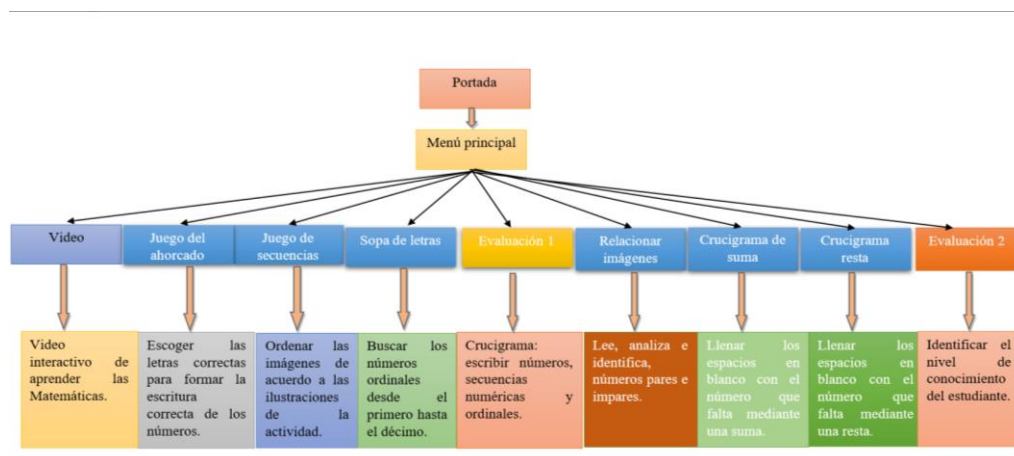 Portada
Menú principal
Video
Juego del
ahorcado
Juego de
secuencias
Sopa de letras
Evaluación 1
Relacionar
imágenes
Crucigrama de
suma
Crucigrama
resta
Evaluación 2
Video
interactivo de
aprender las
Matemáticas.
Escoger las
letras correctas
para formar la
escritura
correcta de los
números.
Ordenar las
imágenes de
acuerdo a las
ilustraciones
de la
actividad.
Buscar los
números
ordinales
desde el
primero hasta
el décimo.
Crucigrama:
escribir números,
secuencias
numéricas y
ordinales.
Lee, analiza e
identifica,
números pares e
impares.
Llenar los
espacios en
blanco con el
número que
falta mediante
una suma.
Llenar los
espacios en
blanco con el
número que
falta mediante
una resta.
Identificar el
nivel de
conocimiento
del estudiante.